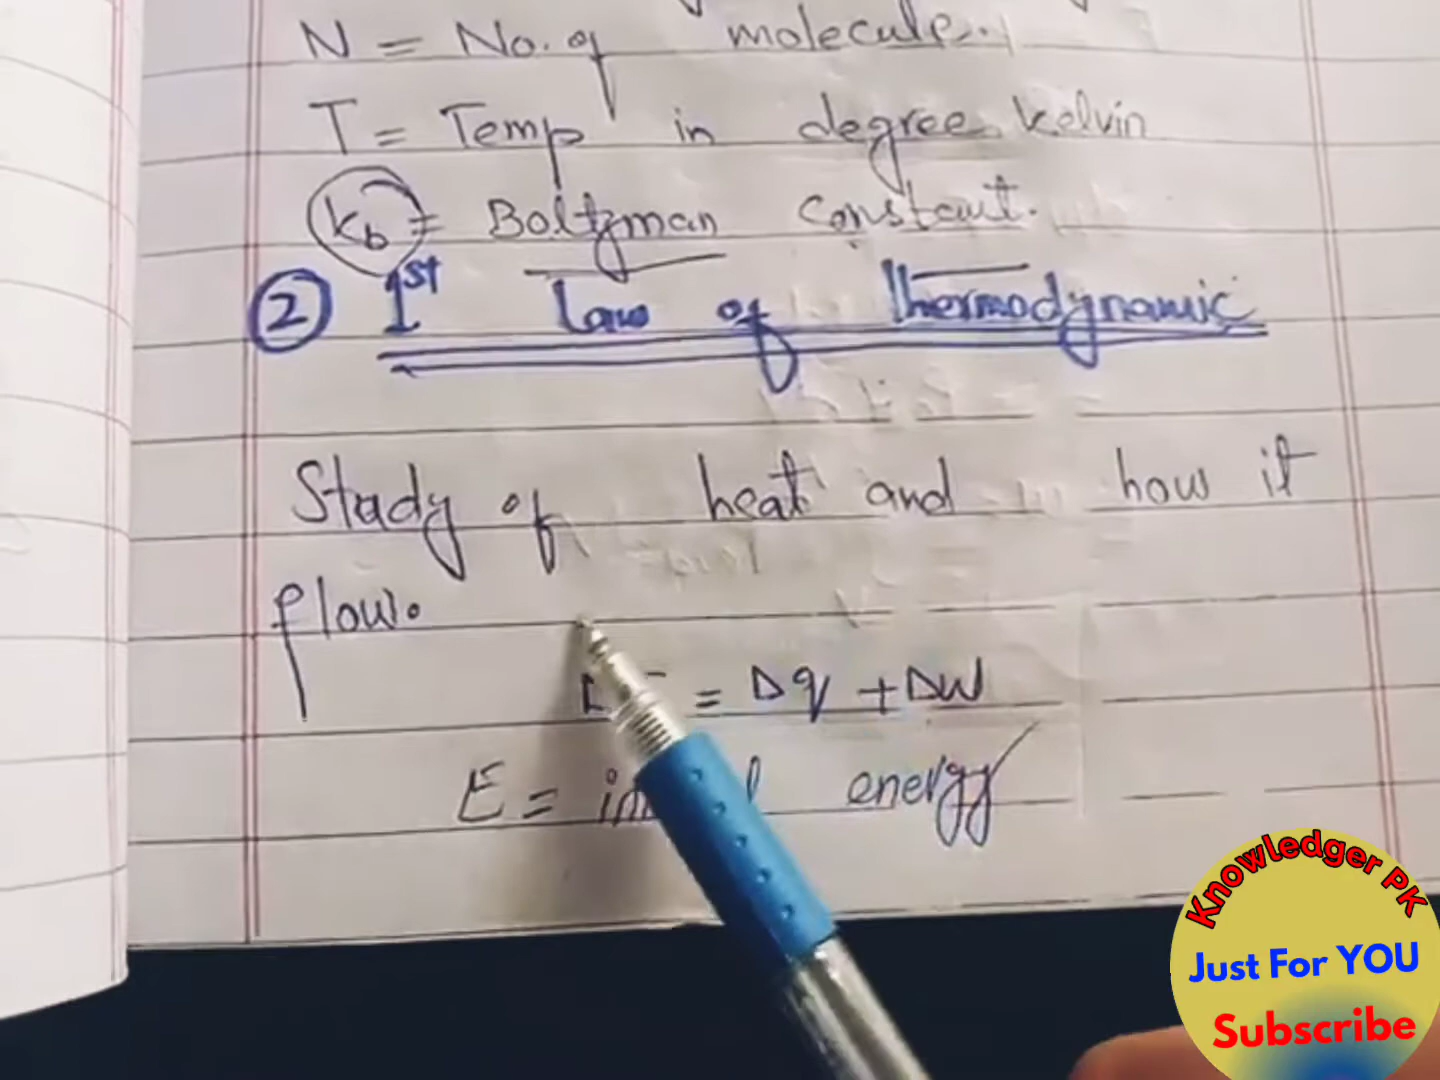 N = No. of molecule.
T = Temp in degree kelvin
kb = Boltzman Constant.
② 1st law of thermodynamic
Study of heat and how it
flow.
= Δq + ΔW
E = energy
Knowledger PK
Just For YOU
Subscribe